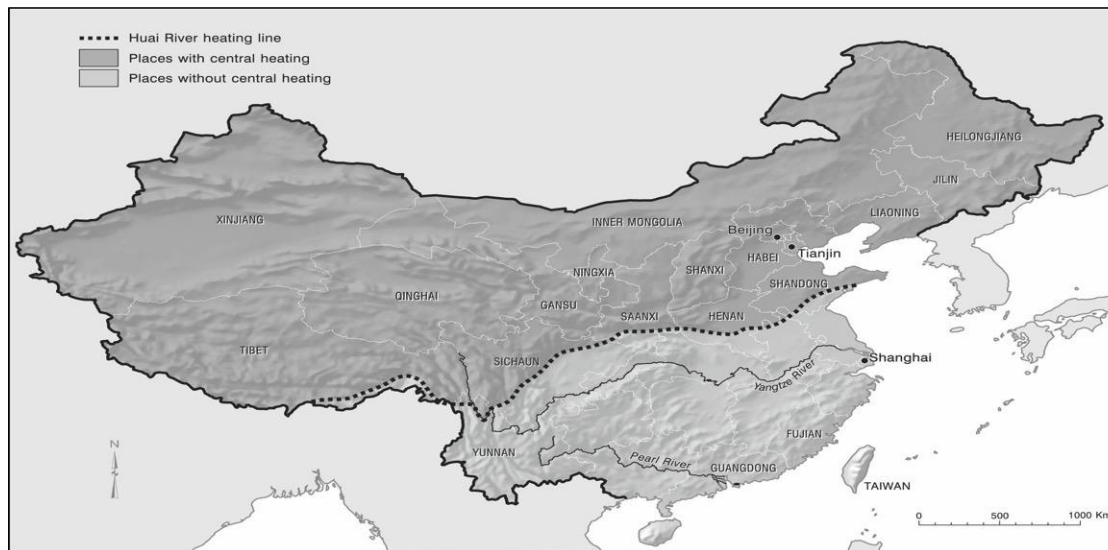 Huai River heating line
Places with central heating
Places without central heating
HEILONGJIANG
JILIN
LIAONING
XINJIANG
INNER MONGOLIA
Beijing
Tianjin
HABEI
SHANXI
NINGXIA
SHANDONG
QINGHAI
GANSU
SAANXI
HENAN
TIBET
SICHAUN
Shanghai
Yangtze River
FUJIAN
YUNNAN
Pearl River
GUANGDONG
TAIWAN
N
0 500 1000 Km